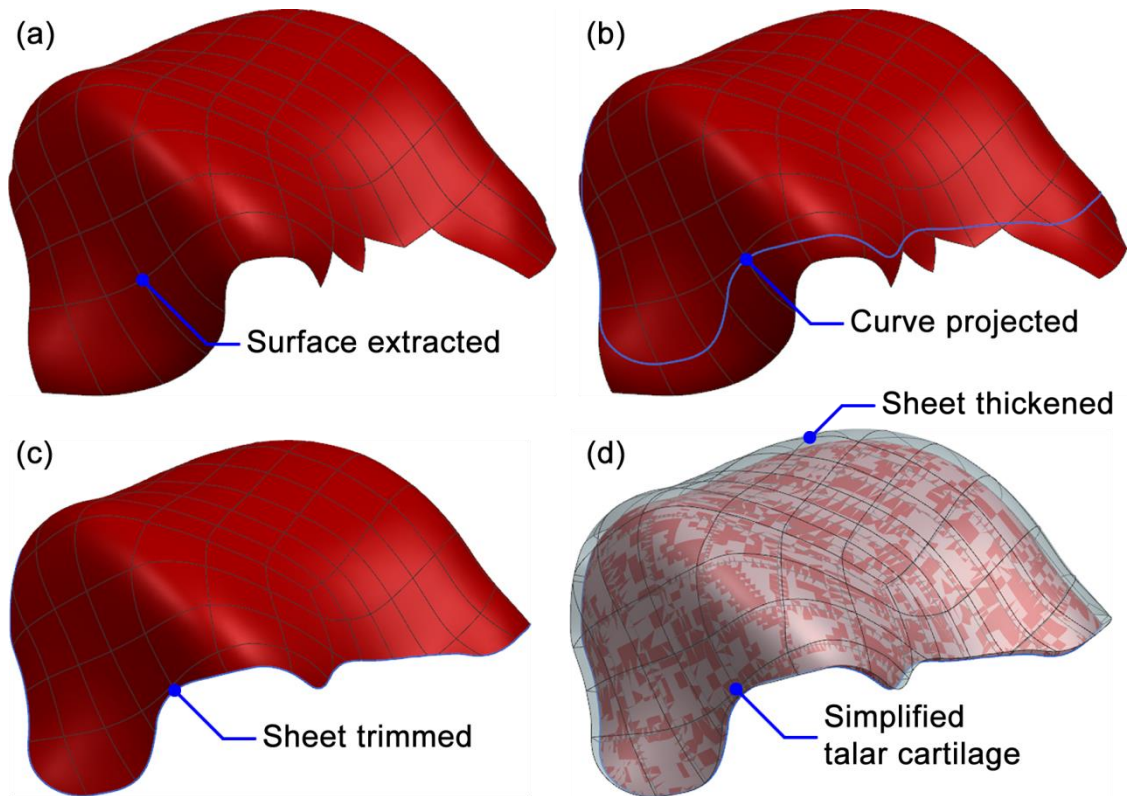 (a)
(b)
Surface extracted
Curve projected
Sheet thickened
(c)
(d)
Sheet trimmed
Simplified
talar cartilage